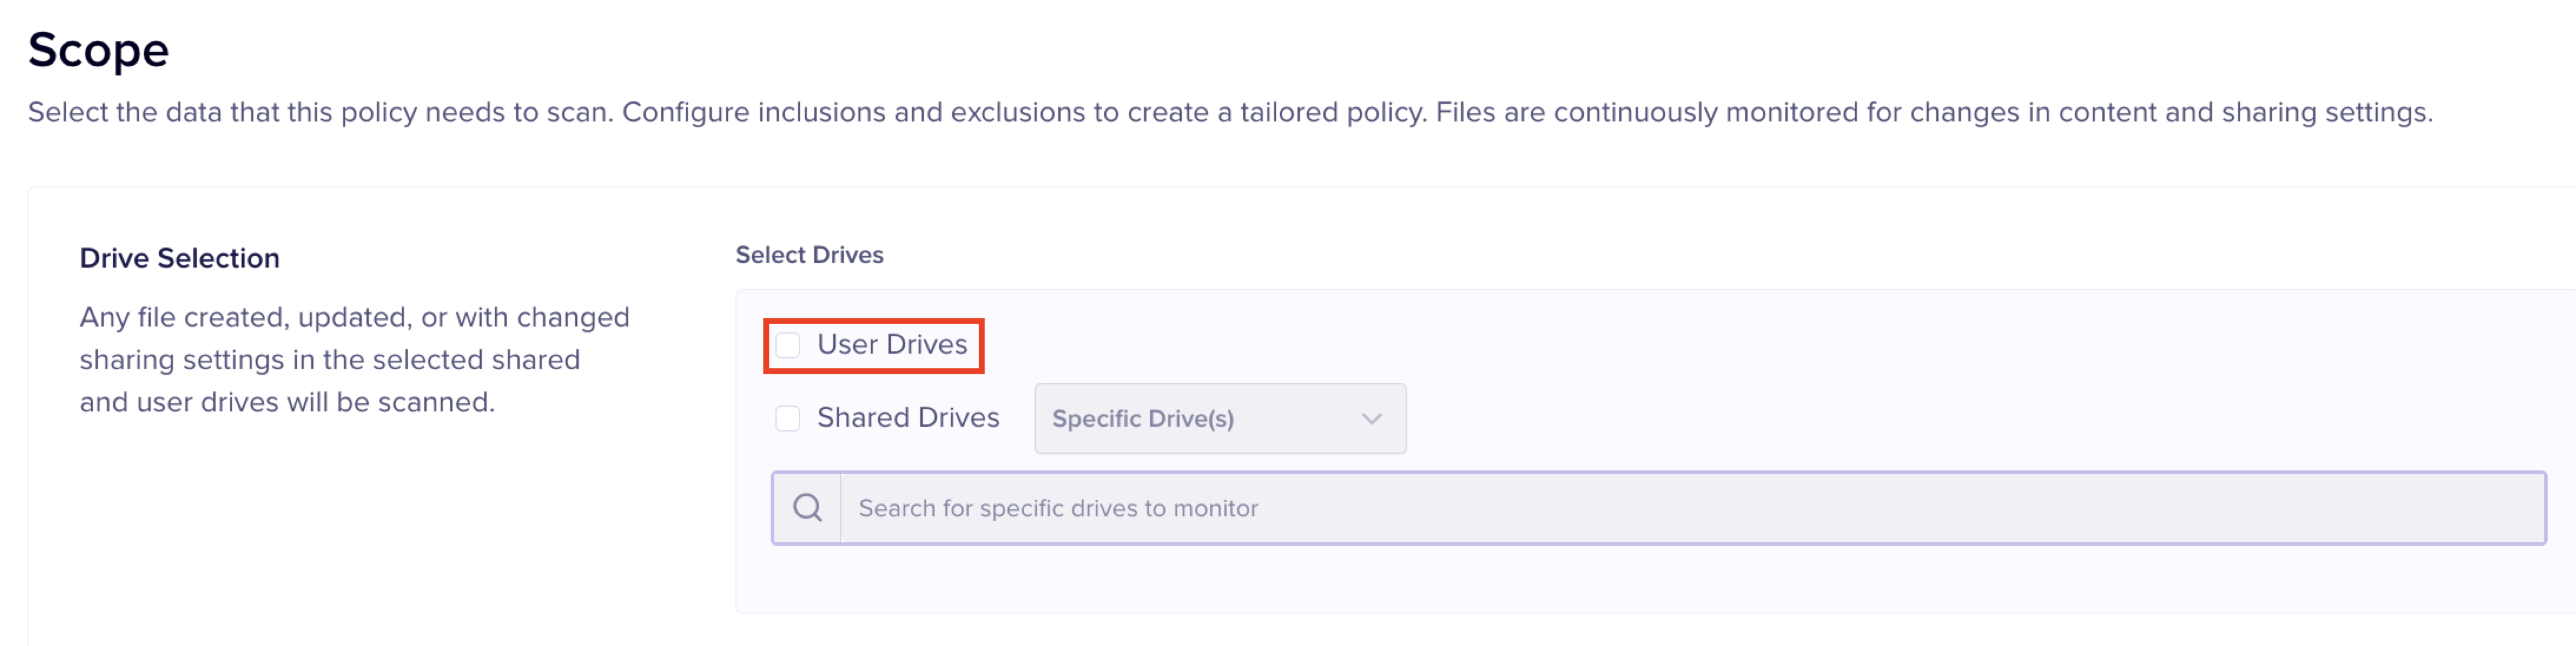 Scope
Select the data that this policy needs to scan. Configure inclusions and exclusions to create a tailored policy. Files are continuously monitored for changes in content and sharing settings.
Drive Selection
Any file created, updated, or with changed
sharing settings in the selected shared
and user drives will be scanned.
Select Drives
User Drives
Shared Drives
Specific Drive(s)
Search for specific drives to monitor